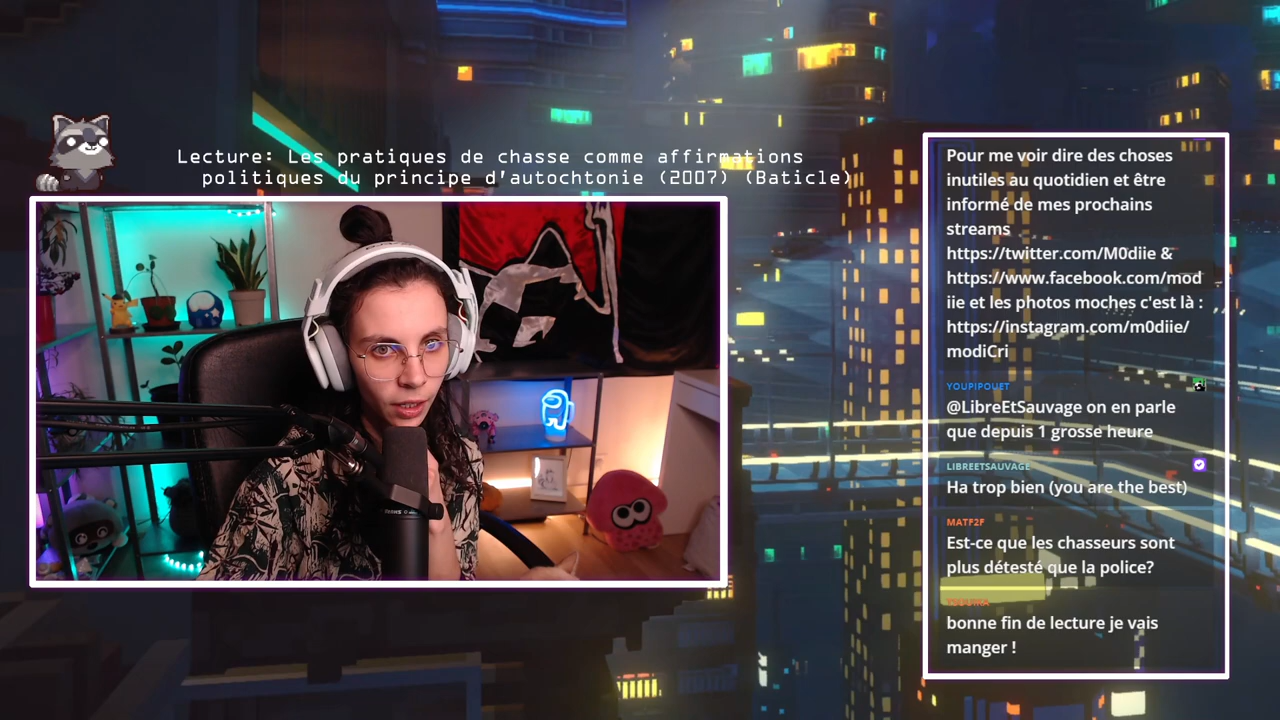 Lecture: Les pratiques de chasse comme affirmations
politiques du principe d'autochtonie (2007) (Baticle)
Pour me voir dire des choses
inutiles au quotidien et être
informé de mes prochains
streams
https://twitter.com/M0diie &
https://www.facebook.com/mod
iie et les photos moches c'est là :
https://instagram.com/m0diie/
modiCri
YOUPIPOUET
@LibreEtSauvage on en parle
que depuis 1 grosse heure
LIBREETSAUVAGE
Ha trop bien (you are the best)
MATF2F
Est-ce que les chasseurs sont
plus détesté que la police?
bonne fin de lecture je vais
manger !